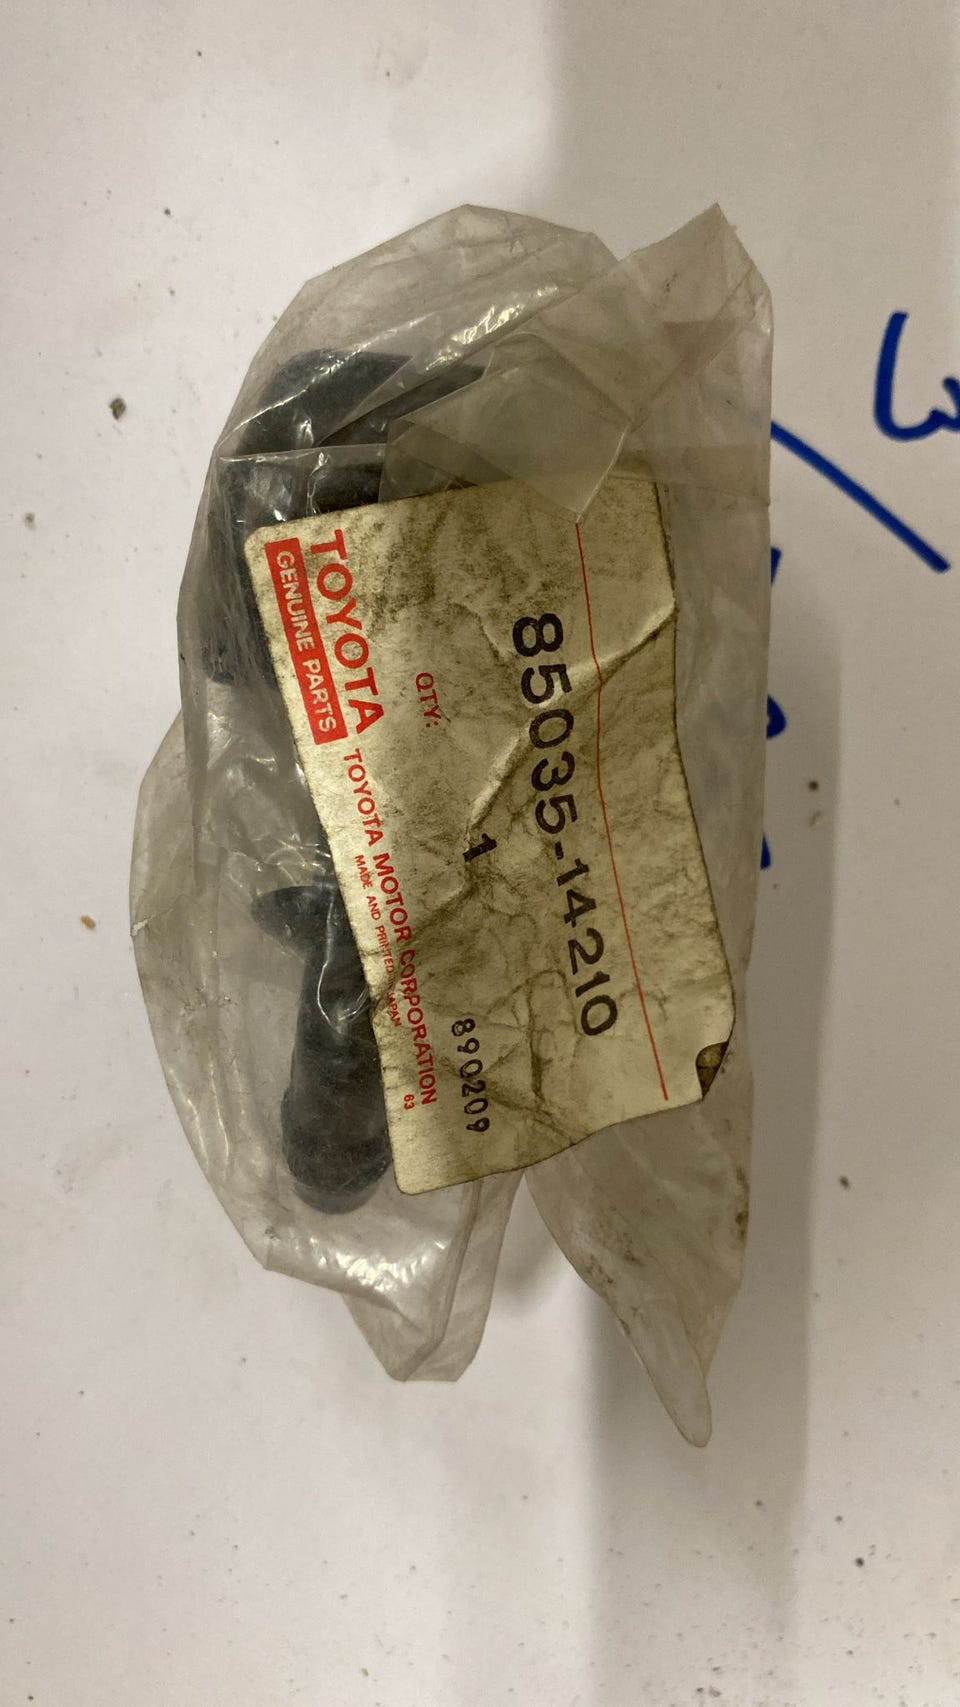 85035-14210
QTY:
1
890209
TOYOTA
GENUINE PARTS
TOYOTA MOTOR CORPORATION
MADE AND PRINTED IN JAPAN
63